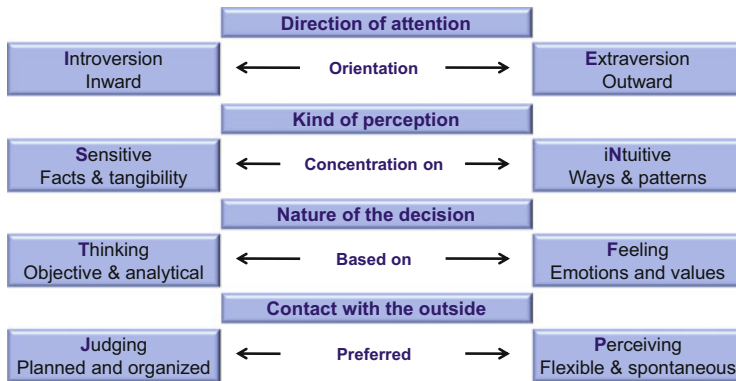 Direction of attention
Introversion
Inward
Orientation
Extraversion
Outward
Kind of perception
Sensitive
Facts & tangibility
Concentration on
iNtuitive
Ways & patterns
Nature of the decision
Thinking
Objective & analytical
Based on
Feeling
Emotions and values
Contact with the outside
Judging
Planned and organized
Preferred
Perceiving
Flexible & spontaneous